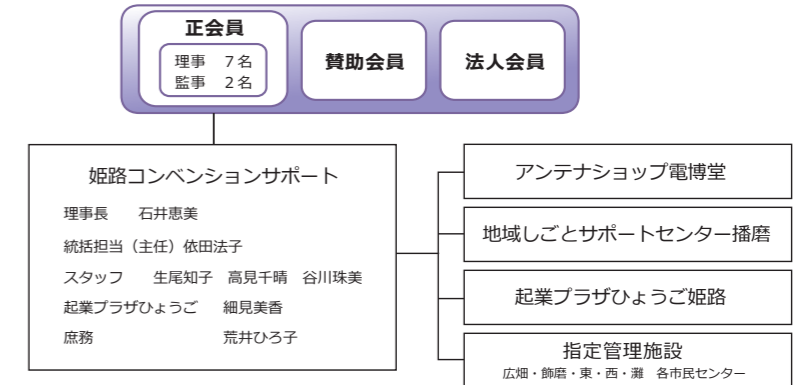 正会員
理事　7名
監事　2名
賛助会員
法人会員
姫路コンベンションサポート
理事長　石井恵美
統括担当（主任）依田法子
スタッフ　生尾知子　高見千晴　谷川珠美
起業プラザひょうご　細見美香
庶務　荒井ひろ子
アンテナショップ電博堂
地域しごとサポートセンター播磨
起業プラザひょうご姫路
指定管理施設
広畑・飾磨・東・西・灘　各市民センター